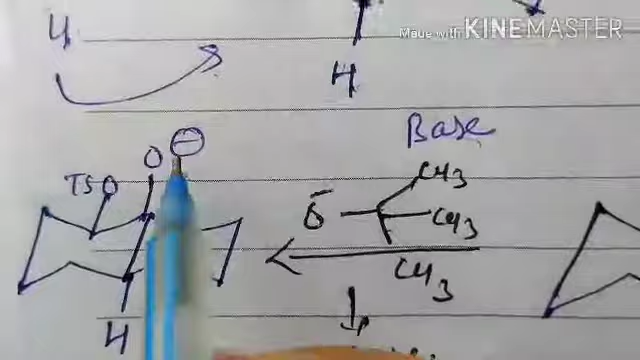 Made with KINEMASTER
H
H
Base
O ⊖
TSO
CH3
Ō
CH3
CH3
H